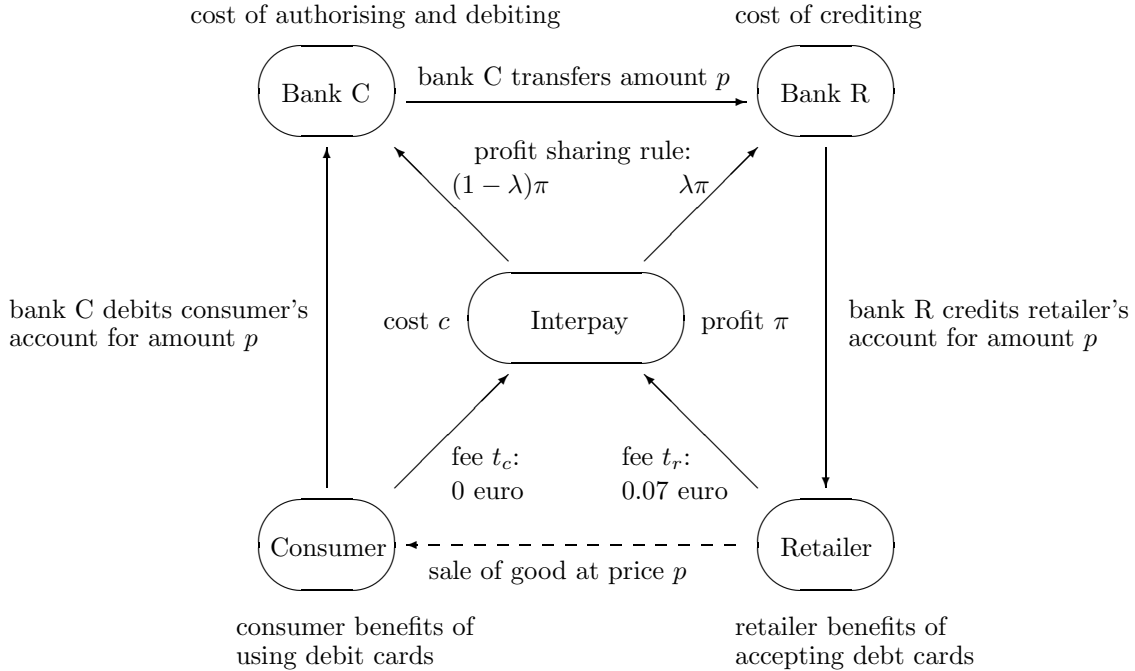 cost of authorising and debiting
cost of crediting
Bank C
bank C transfers amount p
Bank R
profit sharing rule:
(1 − λ)π
λπ
bank C debits consumer's
account for amount p
cost c
Interpay
profit π
bank R credits retailer's
account for amount p
fee t_c:
0 euro
fee t_r:
0.07 euro
Consumer
sale of good at price p
Retailer
consumer benefits of
using debit cards
retailer benefits of
accepting debt cards